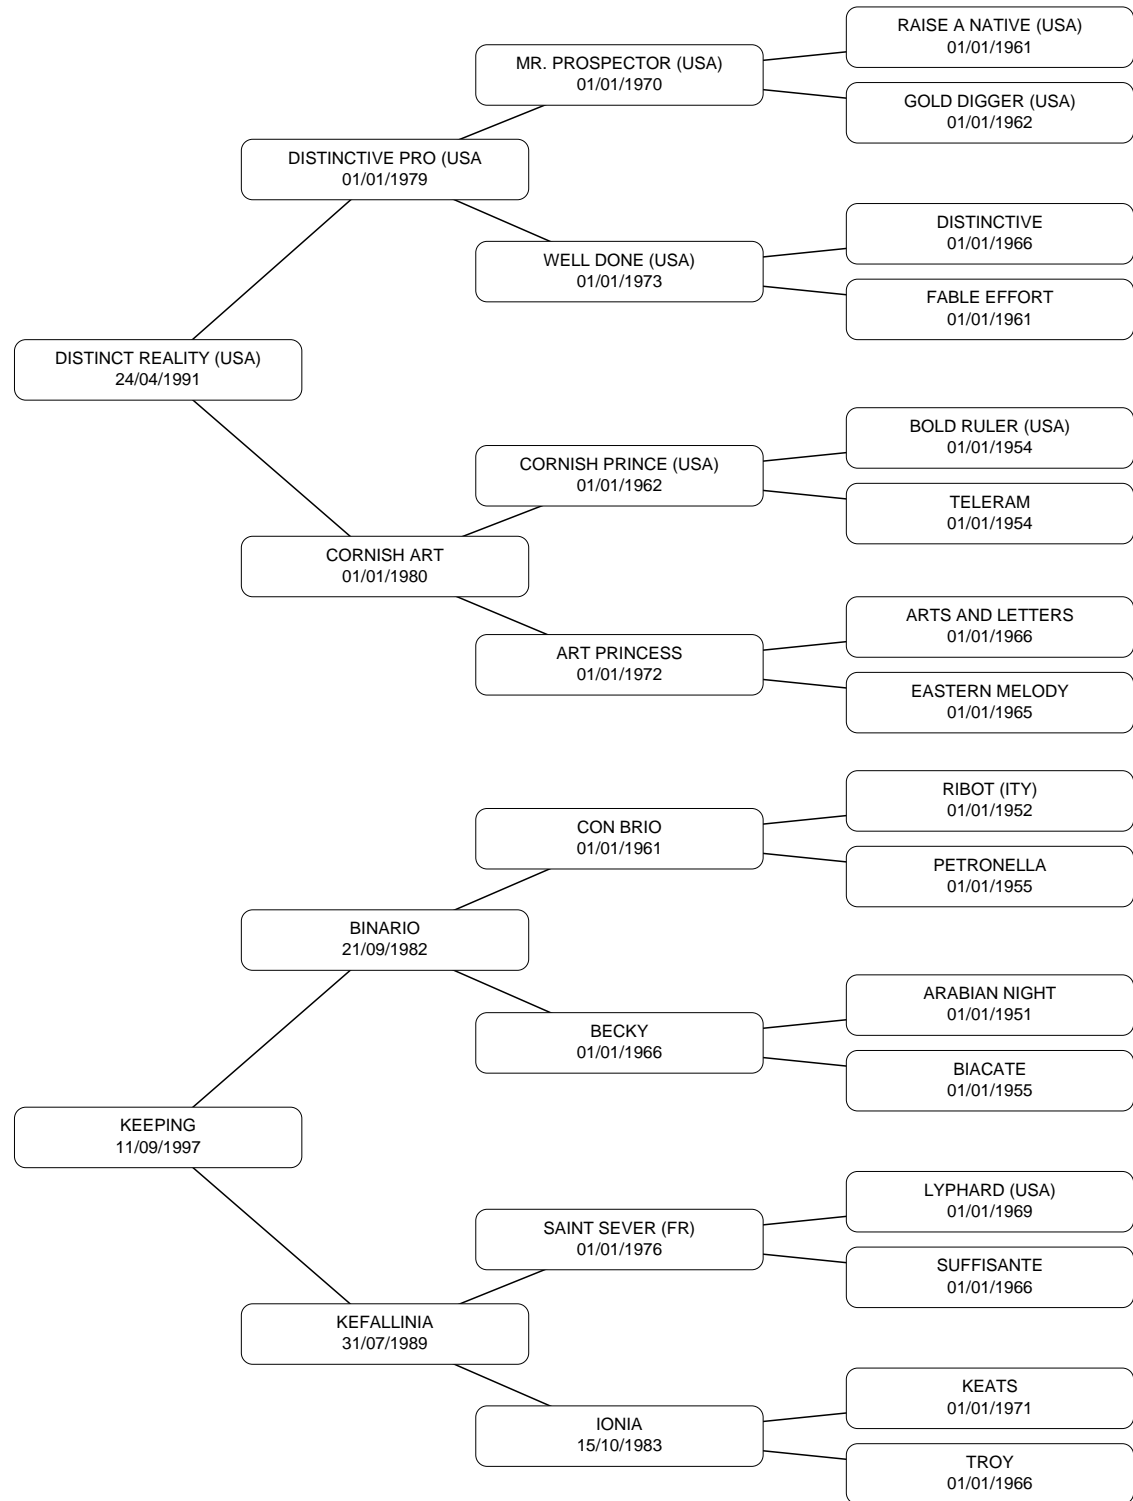 RAISE A NATIVE (USA)
01/01/1961
MR. PROSPECTOR (USA)
01/01/1970
GOLD DIGGER (USA)
01/01/1962
DISTINCTIVE PRO (USA
01/01/1979
DISTINCTIVE
01/01/1966
WELL DONE (USA)
01/01/1973
FABLE EFFORT
01/01/1961
DISTINCT REALITY (USA)
24/04/1991
BOLD RULER (USA)
01/01/1954
CORNISH PRINCE (USA)
01/01/1962
TELERAM
01/01/1954
CORNISH ART
01/01/1980
ARTS AND LETTERS
01/01/1966
ART PRINCESS
01/01/1972
EASTERN MELODY
01/01/1965
RIBOT (ITY)
01/01/1952
CON BRIO
01/01/1961
PETRONELLA
01/01/1955
BINARIO
21/09/1982
ARABIAN NIGHT
01/01/1951
BECKY
01/01/1966
BIACATE
01/01/1955
KEEPING
11/09/1997
LYPHARD (USA)
01/01/1969
SAINT SEVER (FR)
01/01/1976
SUFFISANTE
01/01/1966
KEFALLINIA
31/07/1989
KEATS
01/01/1971
IONIA
15/10/1983
TROY
01/01/1966